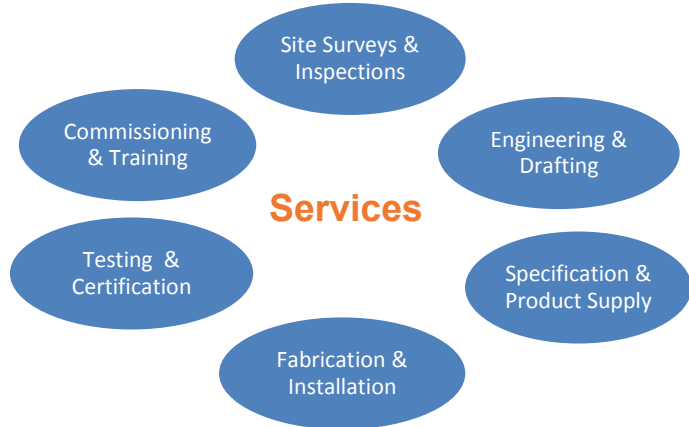 Site Surveys &
Inspections
Commissioning
& Training
Engineering &
Drafting
Services
Testing  &
Certification
Specification &
Product Supply
Fabrication &
Installation